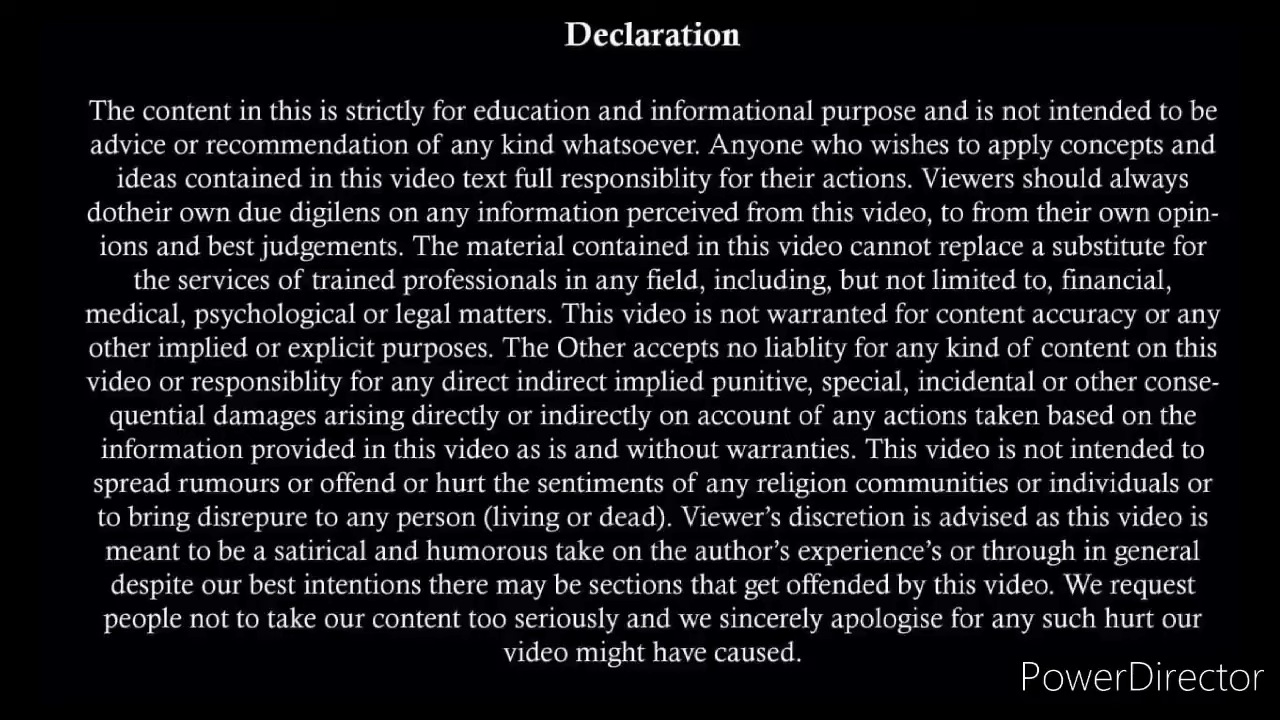 Declaration
The content in this is strictly for education and informational purpose and is not intended to be
advice or recommendation of any kind whatsoever. Anyone who wishes to apply concepts and
ideas contained in this video text full responsiblity for their actions. Viewers should always
dotheir own due digilens on any information perceived from this video, to from their own opin-
ions and best judgements. The material contained in this video cannot replace a substitute for
the services of trained professionals in any field, including, but not limited to, financial,
medical, psychological or legal matters. This video is not warranted for content accuracy or any
other implied or explicit purposes. The Other accepts no liablity for any kind of content on this
video or responsiblity for any direct indirect implied punitive, special, incidental or other conse-
quential damages arising directly or indirectly on account of any actions taken based on the
information provided in this video as is and without warranties. This video is not intended to
spread rumours or offend or hurt the sentiments of any religion communities or individuals or
to bring disrepure to any person (living or dead). Viewer's discretion is advised as this video is
meant to be a satirical and humorous take on the author's experience's or through in general
despite our best intentions there may be sections that get offended by this video. We request
people not to take our content too seriously and we sincerely apologise for any such hurt our
video might have caused.
PowerDirector